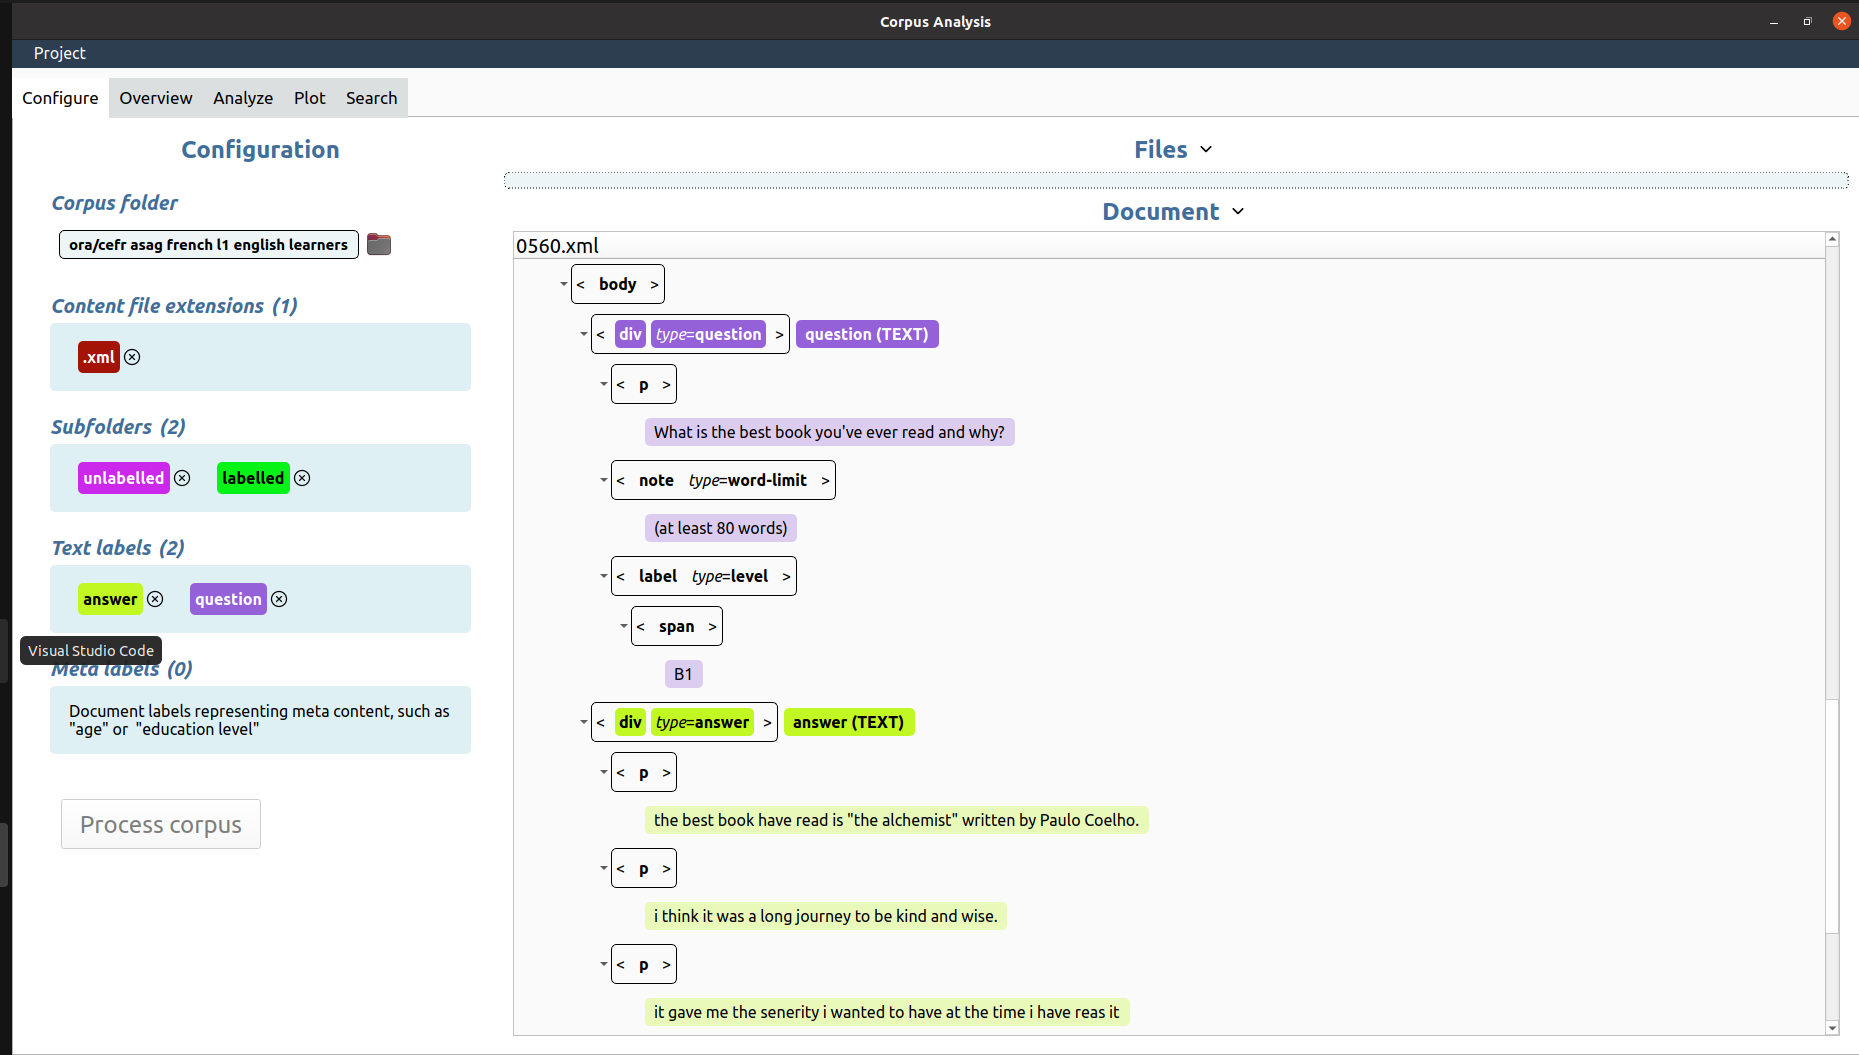 Corpus Analysis
Project
Configure Overview Analyze Plot Search
Configuration
Corpus folder
ora/cefr asag french l1 english learners
Content file extensions (1)
.xml
Subfolders (2)
unlabelled labelled
Text labels (2)
answer question
Visual Studio Code
Meta labels (0)
Document labels representing meta content, such as
"age" or "education level"
Process corpus
Files
Document
0560.xml
< body >
< div type=question > question (TEXT)
< p >
What is the best book you've ever read and why?
< note type=word-limit >
(at least 80 words)
< label type=level >
< span >
B1
< div type=answer > answer (TEXT)
< p >
the best book have read is "the alchemist" written by Paulo Coelho.
< p >
i think it was a long journey to be kind and wise.
< p >
it gave me the senerity i wanted to have at the time i have reas it